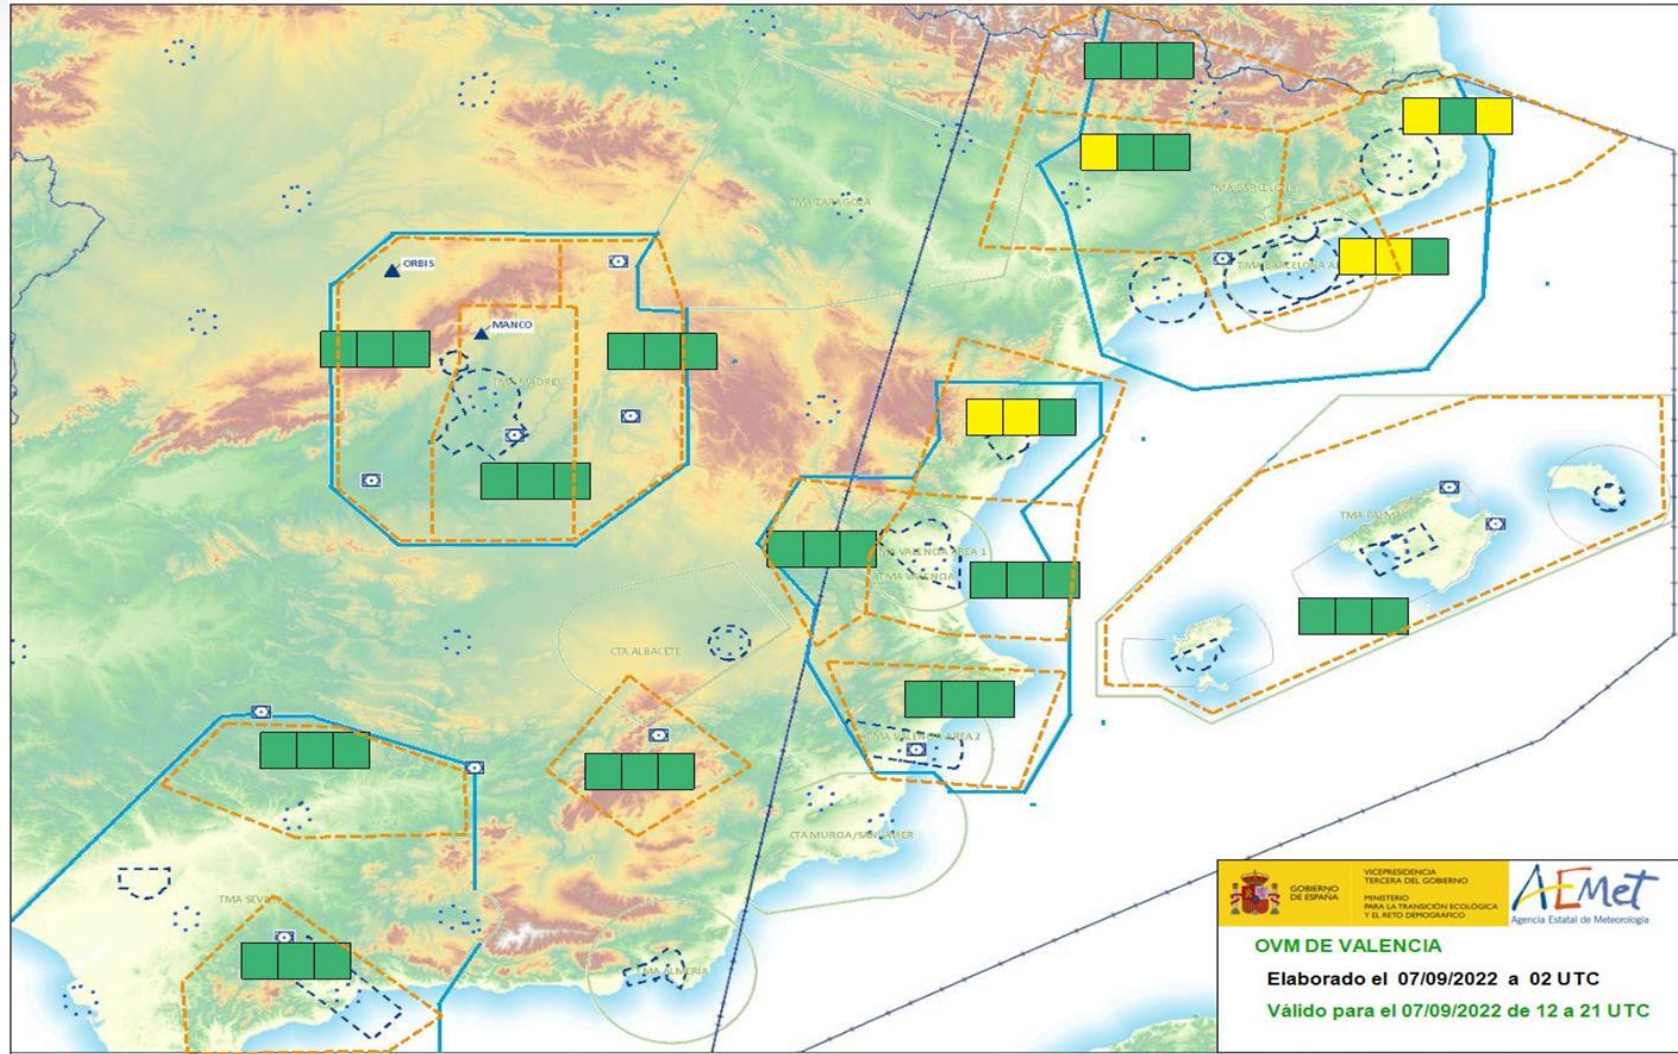 TMA ZARAGOZA
TMA BARCELONA
ORBIS
MANCO
TMA MADRID
TMA PALMA
TMA VALENCIA AREA 1
TMA VALENCIA
CTA ALBACETE
TMA VALENCIA AREA 2
CTA MURCIA/SAN JAVIER
TMA ALMERÍA
GOBIERNO
DE ESPAÑA
VICEPRESIDENCIA
TERCERA DEL GOBIERNO
MINISTERIO
PARA LA TRANSICIÓN ECOLÓGICA
Y EL RETO DEMOGRÁFICO
AEMet
Agencia Estatal de Meteorología
OVM DE VALENCIA
Elaborado el 07/09/2022 a 02 UTC
Válido para el 07/09/2022 de 12 a 21 UTC